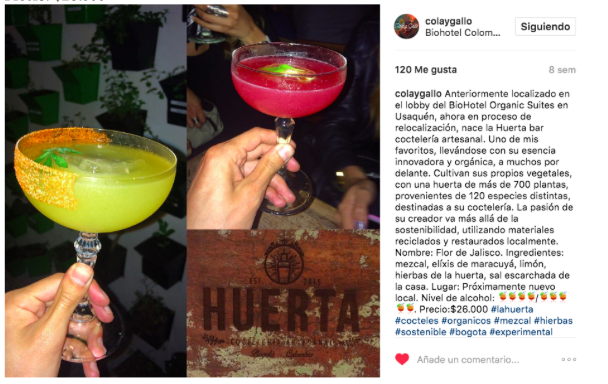 colaygallo
Biohotel Colom...
Siguiendo
120 Me gusta
8 sem
colaygallo Anteriormente localizado en
el lobby del BioHotel Organic Suites en
Usaquén, ahora en proceso de
relocalización, nace la Huerta bar
coctelería artesanal. Uno de mis
favoritos, llevándose con su esencia
innovadora y orgánica, a muchos por
delante. Cultivan sus propios vegetales,
con una huerta de más de 700 plantas,
provenientes de 120 especies distintas,
destinadas a su coctelería. La pasión de
su creador va más allá de la
sostenibilidad, utilizando materiales
reciclados y restaurados localmente.
Nombre: Flor de Jalisco. Ingredientes:
mezcal, elíxis de maracuyá, limón,
hierbas de la huerta, sal escarchada de
la casa. Lugar: Próximamente nuevo
local. Nivel de alcohol: 🍓🍓🍓🍓/🍓🍓🍓
🍓🍓. Precio:$26.000 #lahuerta
#cocteles #organicos #mezcal #hierbas
#sostenible #bogota #experimental
Añade un comentario...
EST
HUERTA